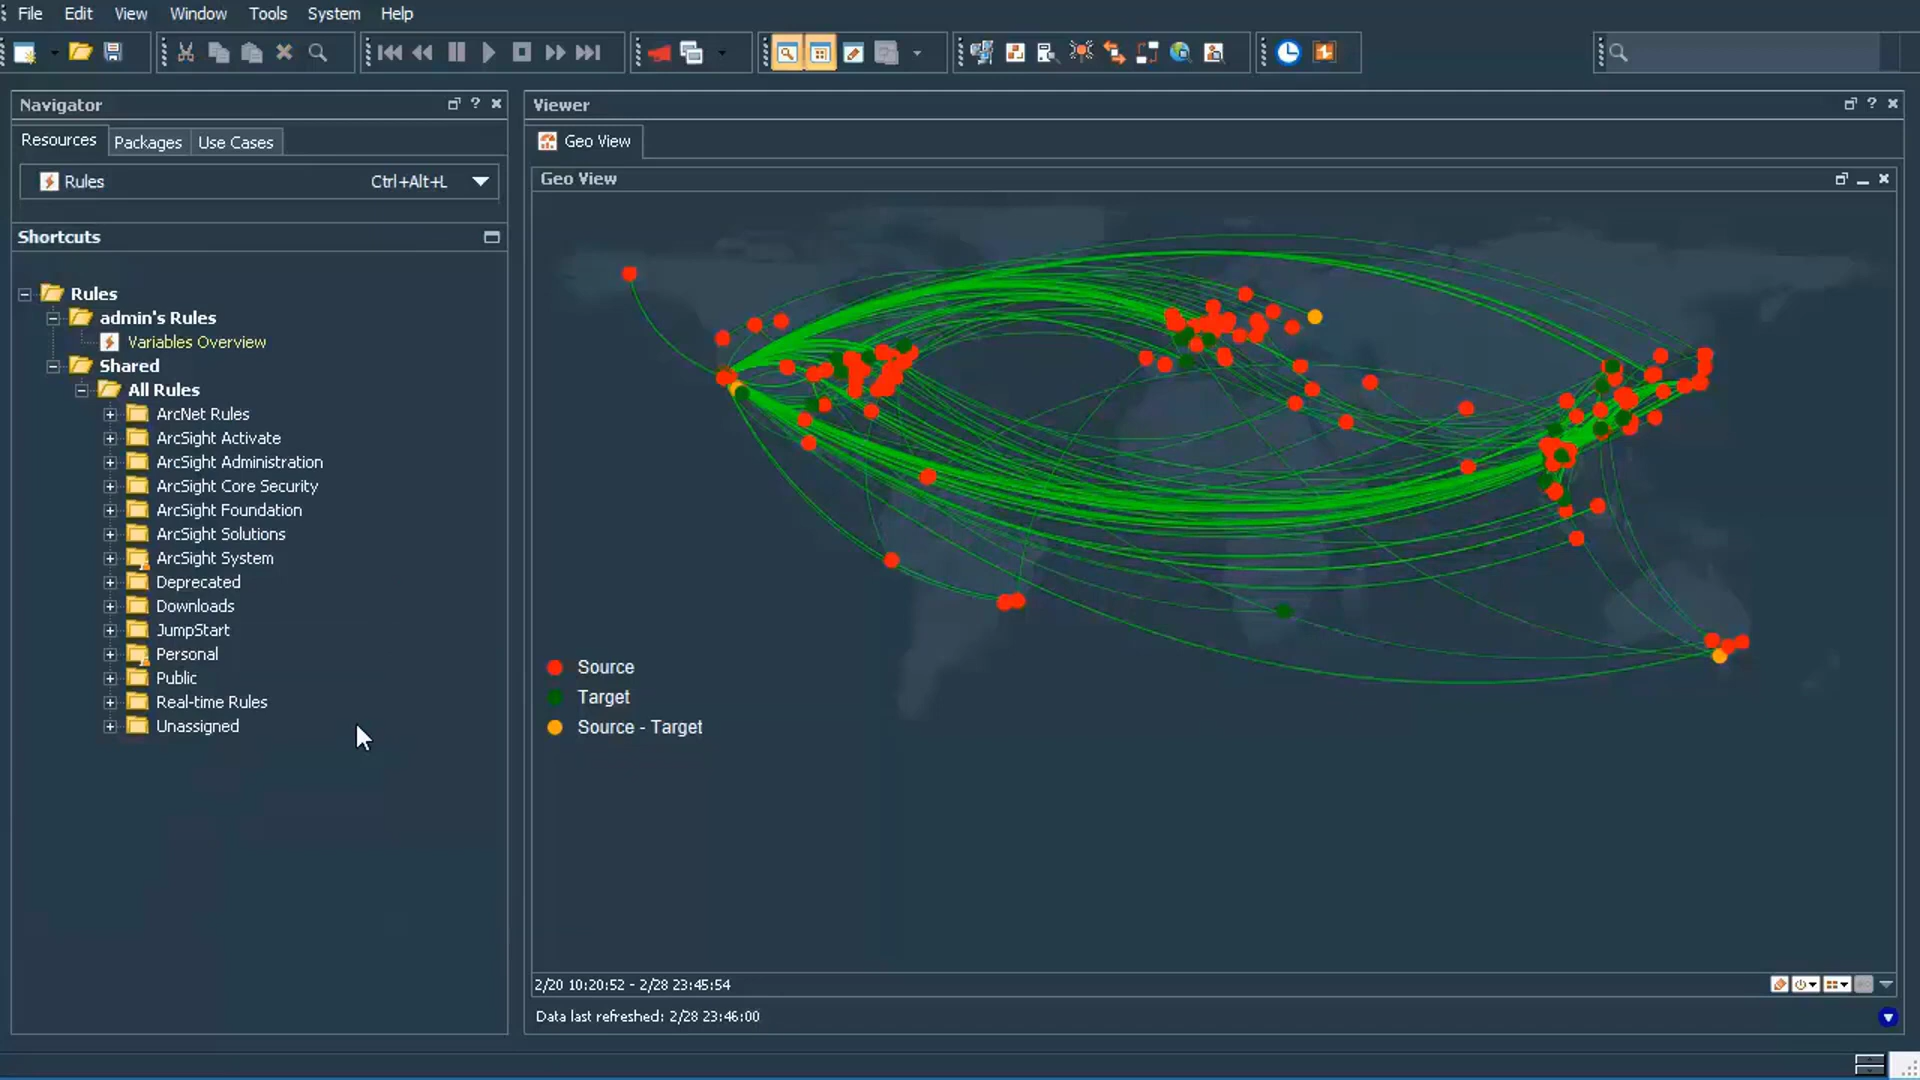 File Edit View Window Tools System Help
Navigator
Resources Packages Use Cases
Rules Ctrl+Alt+L
Shortcuts
Rules
admin's Rules
Variables Overview
Shared
All Rules
ArcNet Rules
ArcSight Activate
ArcSight Administration
ArcSight Core Security
ArcSight Foundation
ArcSight Solutions
ArcSight System
Deprecated
Downloads
JumpStart
Personal
Public
Real-time Rules
Unassigned
Viewer
Geo View
Geo View
Source
Target
Source - Target
2/20 10:20:52 - 2/28 23:45:54
Data last refreshed: 2/28 23:46:00